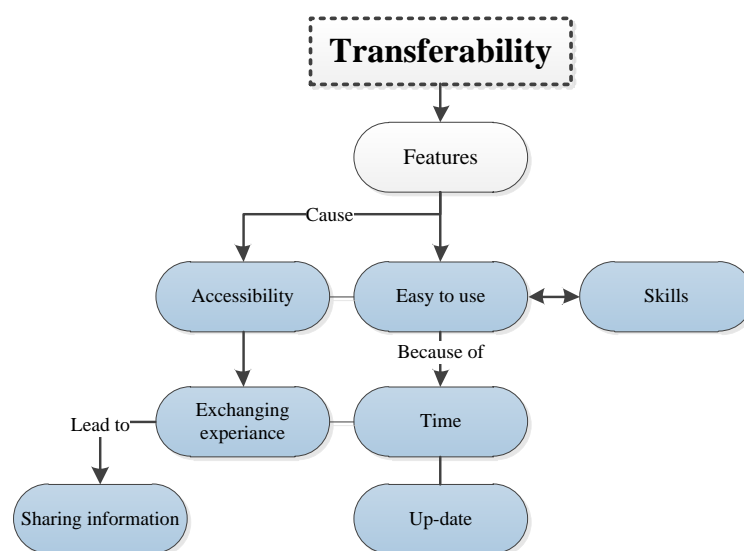 Transferability
Features
Cause
Accessibility
Easy to use
Skills
Because of
Exchanging
experiance
Time
Lead to
Sharing information
Up-date